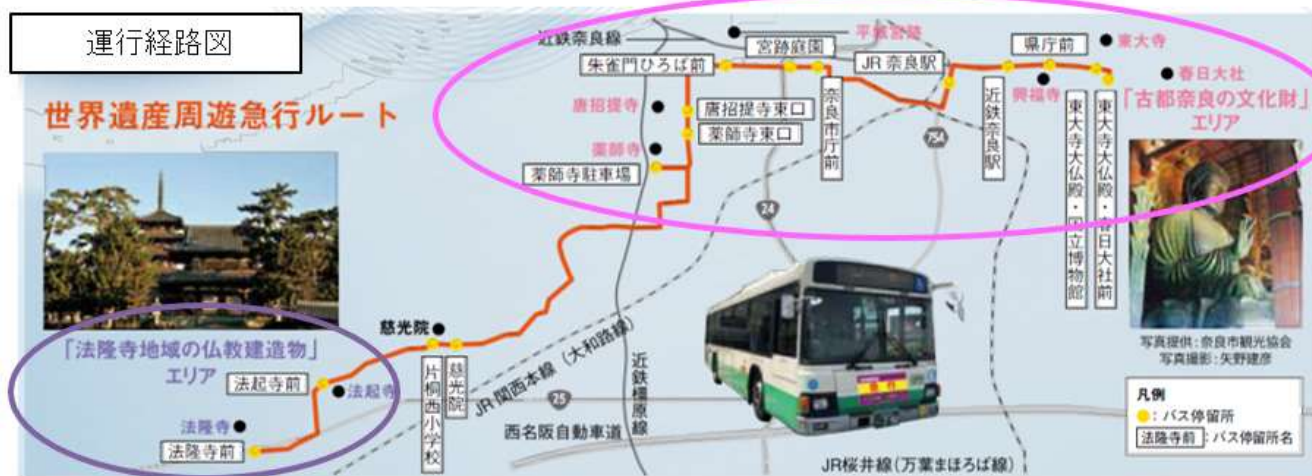 運行経路図
世界遺産周遊急行ルート
近鉄奈良線
平城宮跡
宮跡庭園
朱雀門ひろば前
JR奈良駅
県庁前
東大寺
春日大社
興福寺
「古都奈良の文化財」
エリア
唐招提寺
唐招提寺東口
薬師寺東口
薬師寺
薬師寺駐車場
奈良市庁前
近鉄奈良駅
東大寺大仏殿・国立博物館
東大寺大仏殿・春日大社前
754
24
25
慈光院
慈光院
片桐西小学校
「法隆寺地域の仏教建造物」
エリア
法起寺前
法起寺
法隆寺
法隆寺前
JR関西本線(大和路線)
近鉄橿原線
西名阪自動車道
JR桜井線(万葉まほろば線)
急行
写真提供:奈良市観光協会
写真撮影:矢野建彦
凡例
:バス停留所
法隆寺前:バス停留所名